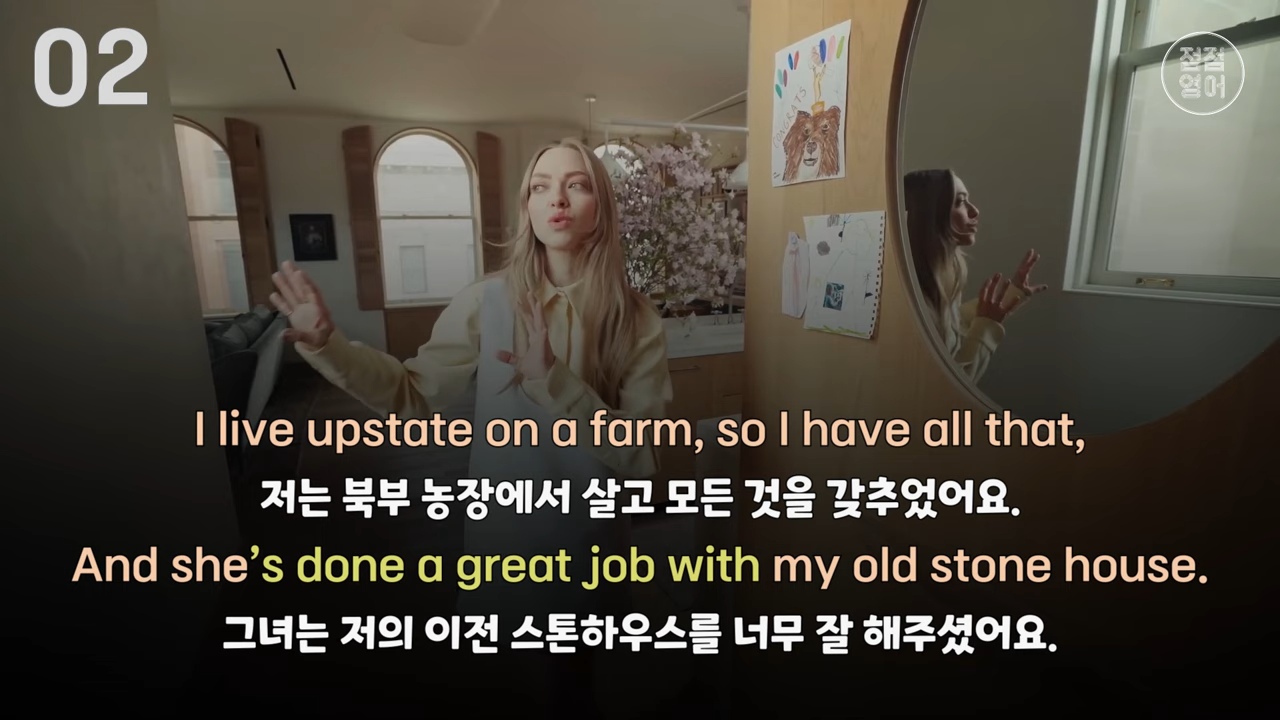 02
점점
영어
CONGRATS
I live upstate on a farm, so I have all that,
저는 북부 농장에서 살고 모든 것을 갖추었어요.
And she's done a great job with my old stone house.
그녀는 저의 이전 스톤하우스를 너무 잘 해주셨어요.